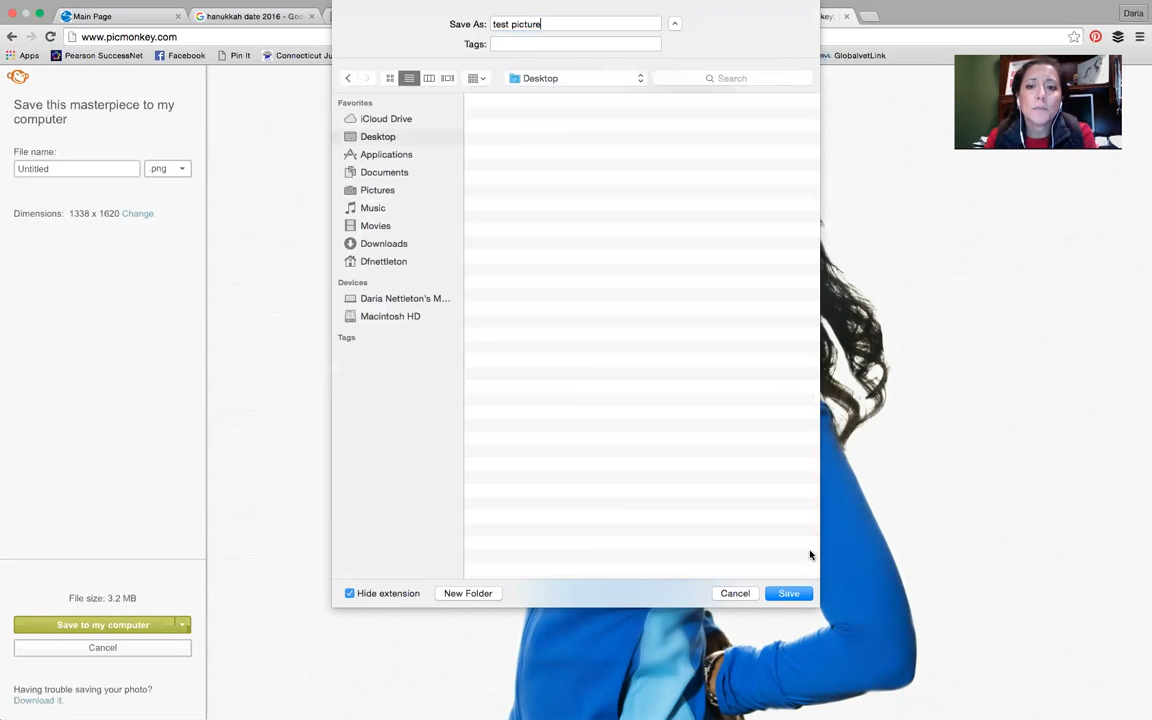 Main Page
hanukkah date 2016 - Goo
key:
Daria
www.picmonkey.com
Apps
Pearson SuccessNet
Facebook
Pin It
Connecticut Ju
GlobalvetLink
Save this masterpiece to my
computer
File name:
Untitled
.png
Dimensions: 1338 x 1620 Change
File size: 3.2 MB
Save to my computer
Cancel
Having trouble saving your photo?
Download it.
Save As: test picture
Tags:
Desktop
Search
Favorites
iCloud Drive
Desktop
Applications
Documents
Pictures
Music
Movies
Downloads
Dfnettleton
Devices
Daria Nettleton's M...
Macintosh HD
Tags
Hide extension
New Folder
Cancel
Save